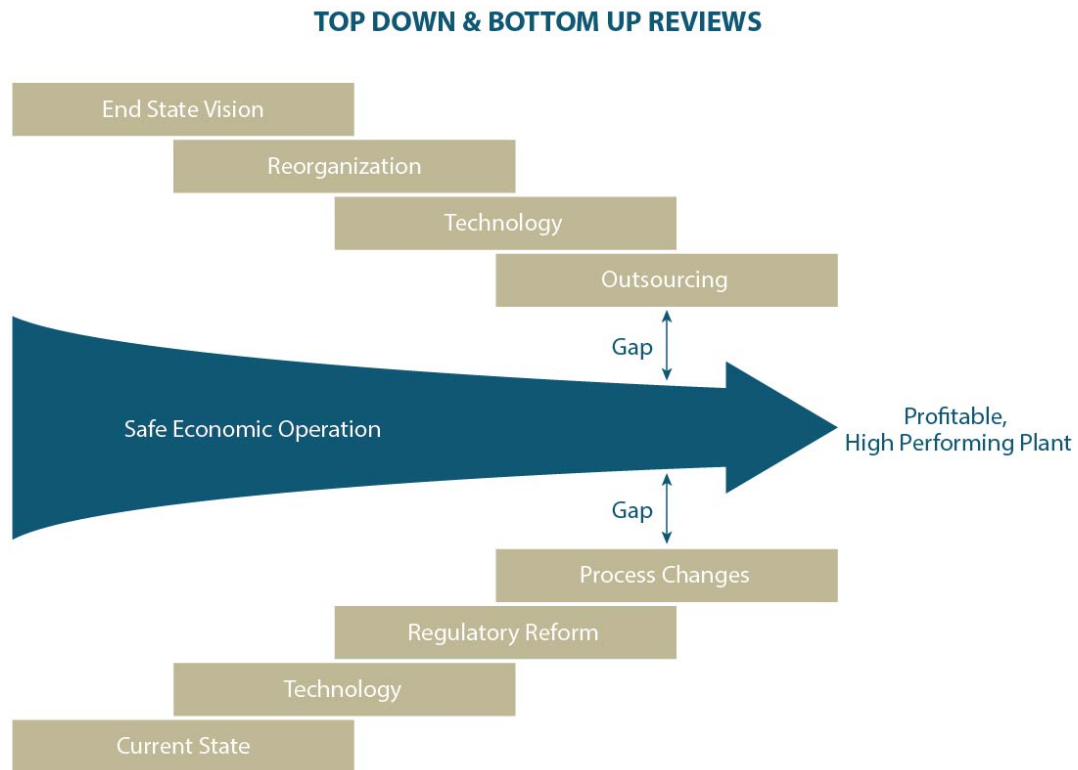 TOP DOWN & BOTTOM UP REVIEWS
End State Vision
Reorganization
Technology
Outsourcing
Gap
Safe Economic Operation
Profitable,
High Performing Plant
Gap
Process Changes
Regulatory Reform
Technology
Current State